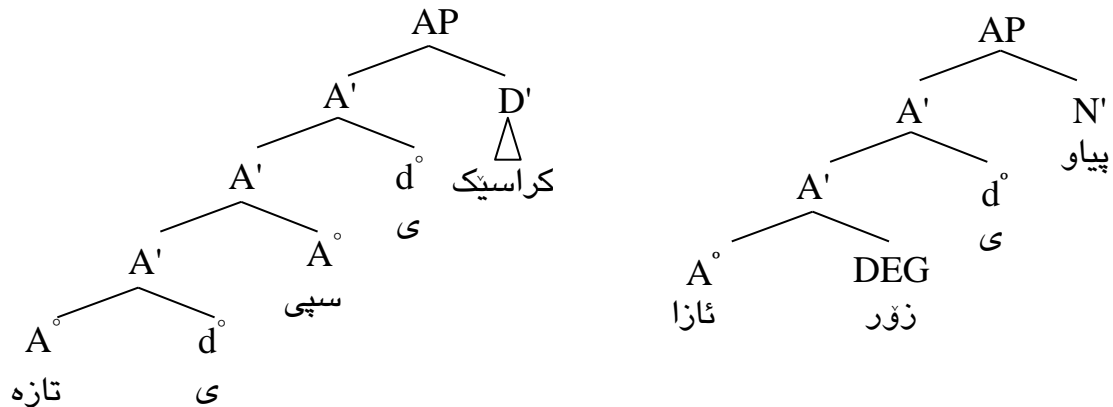 AP AP
A' D' A' N'
کراسێک پیاو
A' d° A' d°
ی ی
A' A° A° DEG
سپی ئازا زۆر
A° d°
تازە ی